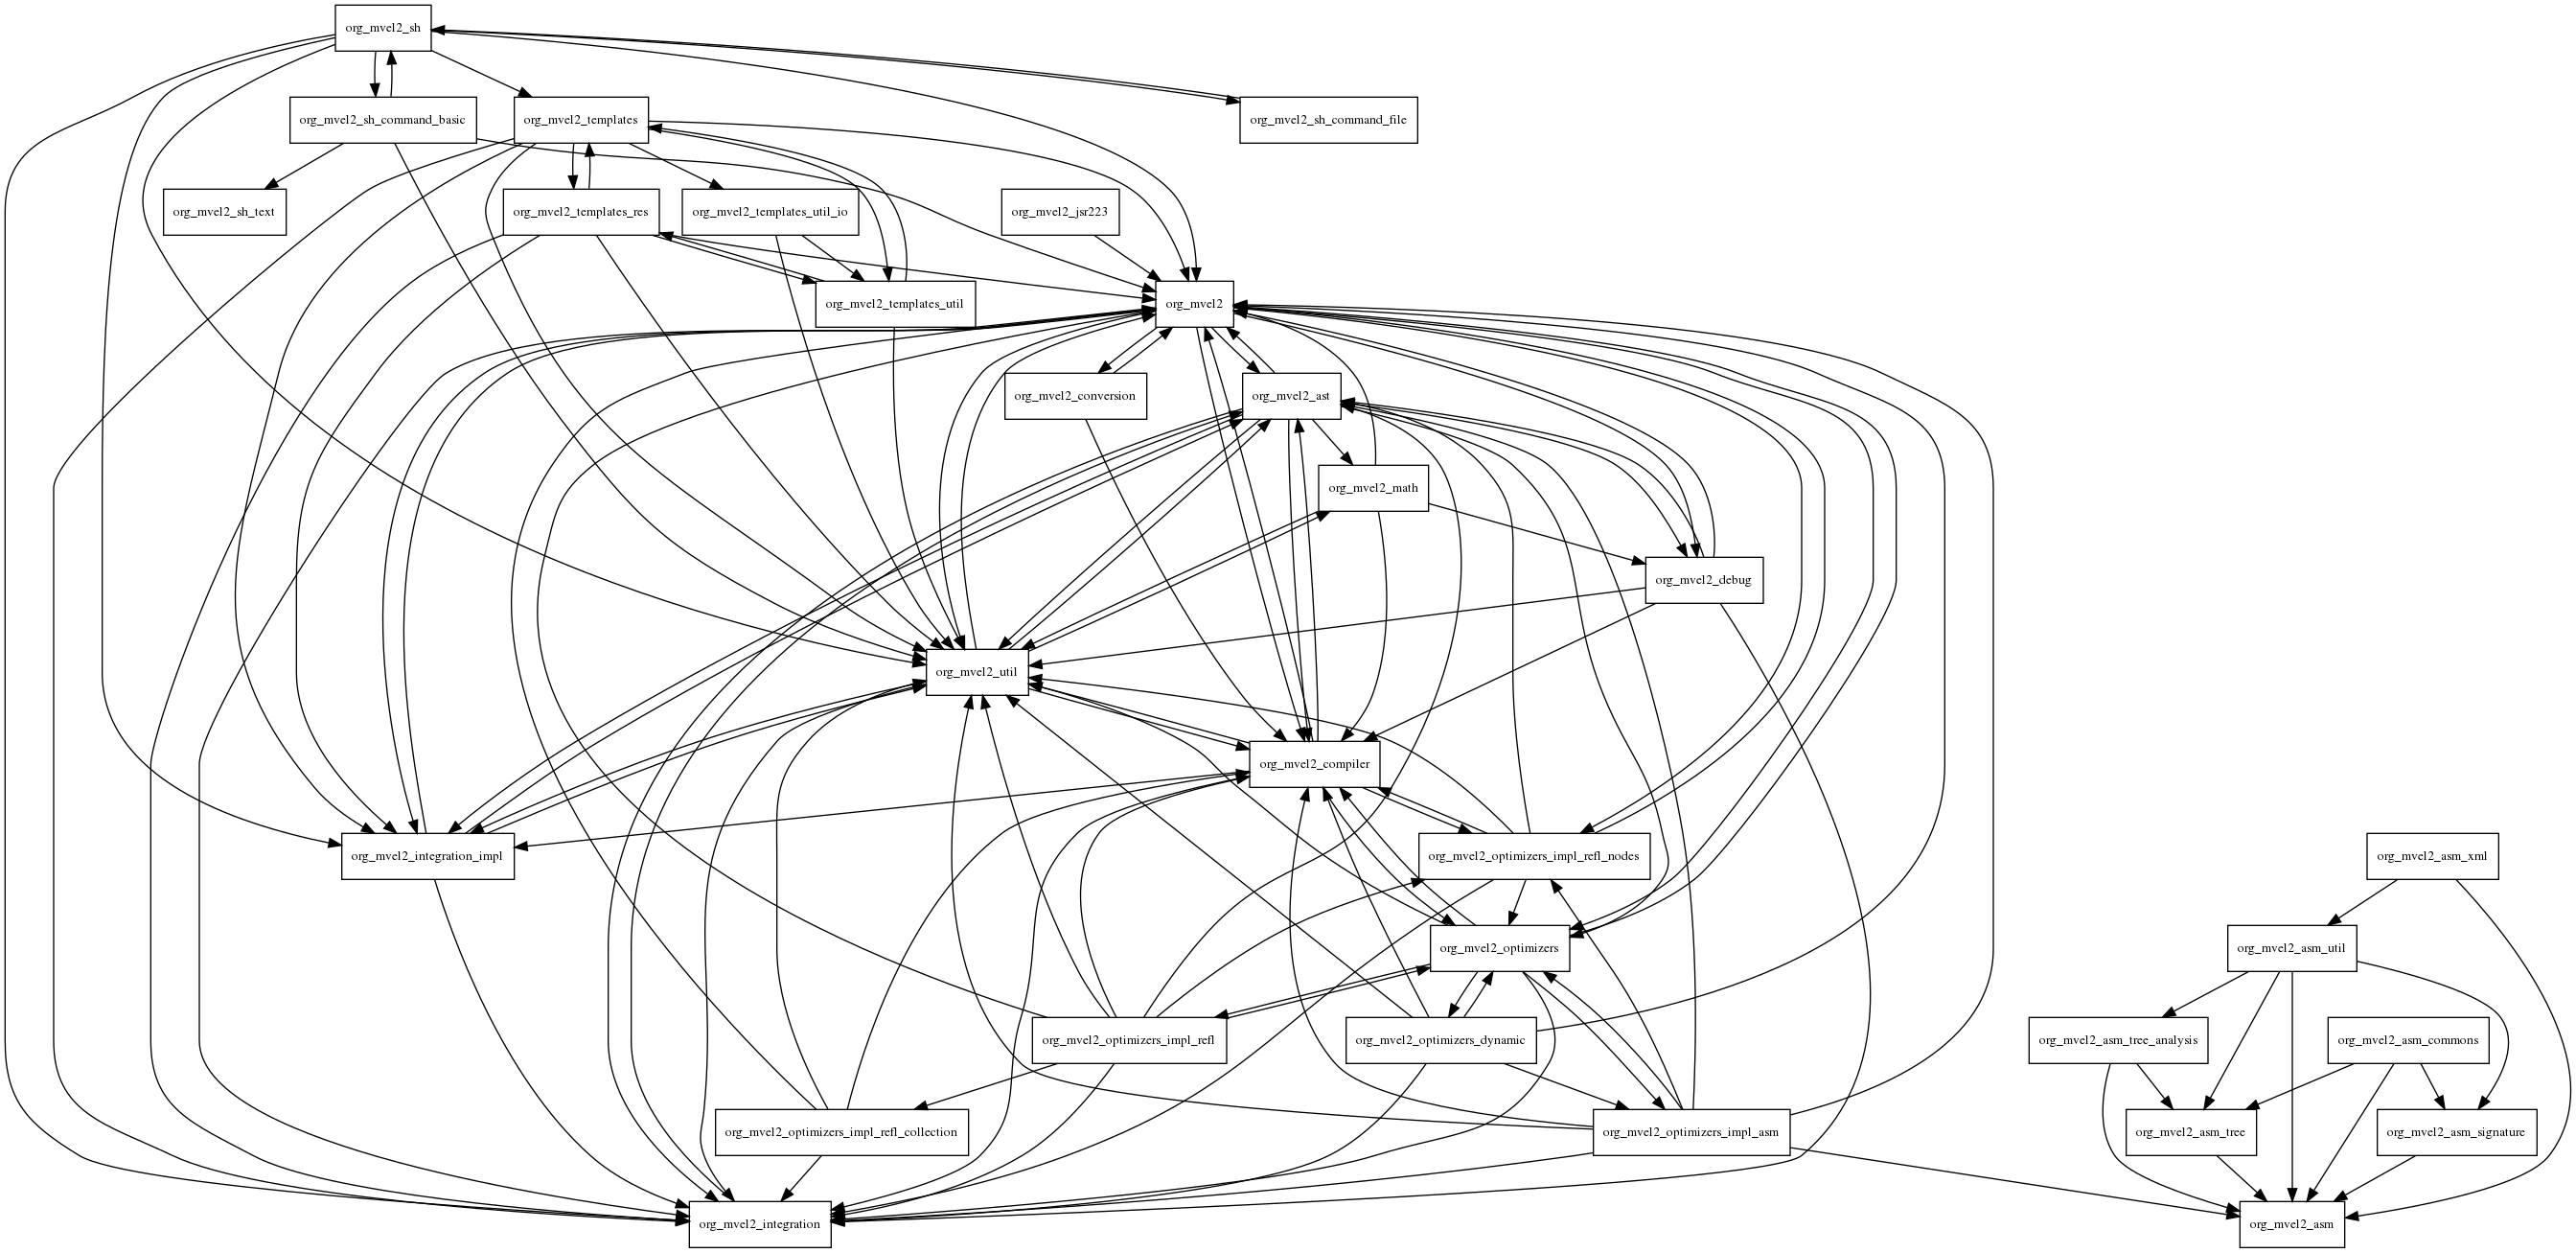 org_mvel2_sh
org_mvel2_sh_command_basic
org_mvel2_templates
org_mvel2_sh_command_file
org_mvel2_sh_text
org_mvel2_templates_res
org_mvel2_templates_util_io
org_mvel2_jsr223
org_mvel2_templates_util
org_mvel2
org_mvel2_conversion
org_mvel2_ast
org_mvel2_math
org_mvel2_debug
org_mvel2_util
org_mvel2_compiler
org_mvel2_integration_impl
org_mvel2_optimizers_impl_refl_nodes
org_mvel2_asm_xml
org_mvel2_optimizers
org_mvel2_asm_util
org_mvel2_optimizers_impl_refl
org_mvel2_optimizers_dynamic
org_mvel2_asm_tree_analysis
org_mvel2_asm_commons
org_mvel2_optimizers_impl_refl_collection
org_mvel2_optimizers_impl_asm
org_mvel2_asm_tree
org_mvel2_asm_signature
org_mvel2_integration
org_mvel2_asm